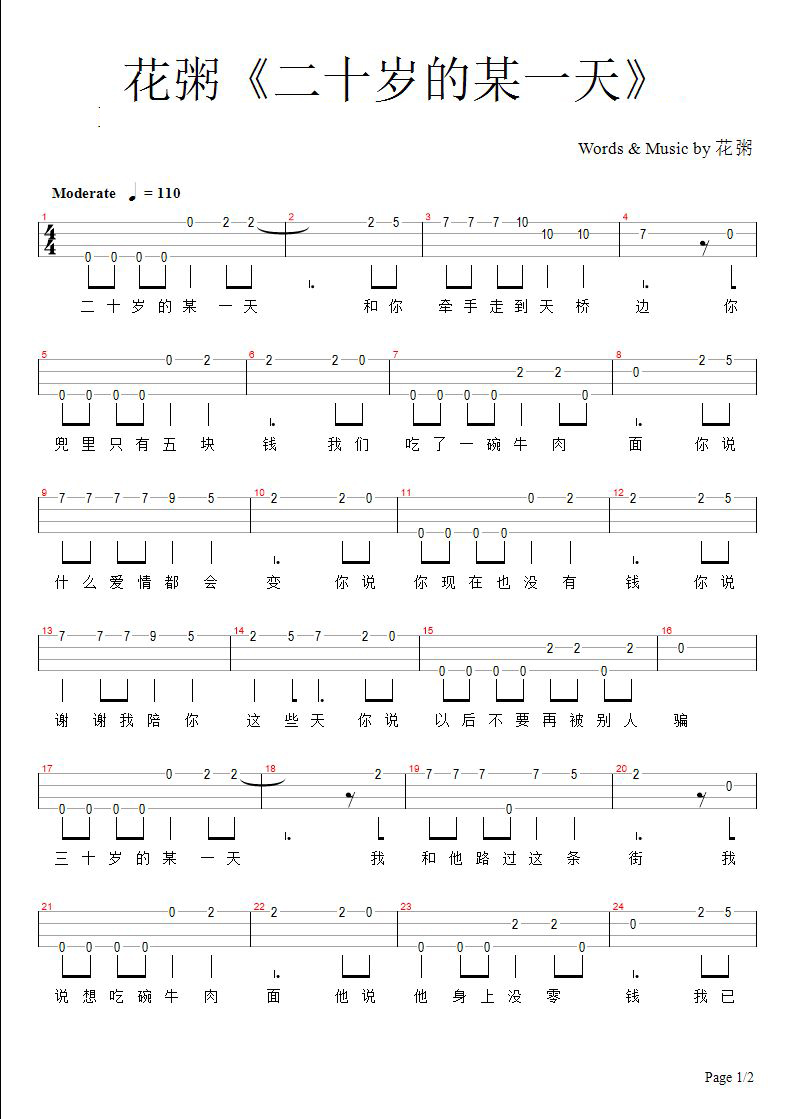 花粥《二十岁的某一天》
Words & Music by 花粥
Moderate ♩ = 110
1 0 0 0 0 0 2 2 2 2 5 3 7 7 7 10 10 10 4 7 0
4/4
二十岁的某一天 和你 牵手走到天桥 边 你
5 0 0 0 0 0 2 6 2 2 0 7 0 0 0 0 2 2 0 8 0 2 5
兜里只有五块 钱 我们 吃了一碗牛肉 面 你说
9 7 7 7 7 9 5 10 2 2 0 11 0 0 0 0 0 2 12 2 2 5
什么爱情都会 变 你说 你现在也没有 钱 你说
13 7 7 7 9 5 14 2 5 7 2 0 15 0 0 0 0 2 2 0 2 16 0
谢谢我陪你 这些天 你说 以后不要再被别人 骗
17 0 0 0 0 0 2 2 18 2 19 7 7 7 0 7 5 20 2 0
三十岁的某一天 我 和他路过这条 街 我
21 0 0 0 0 0 2 22 2 2 0 23 0 0 0 2 2 0 24 0 2 5
说想吃碗牛肉 面 他说 他身上没零 钱 我已
Page 1/2